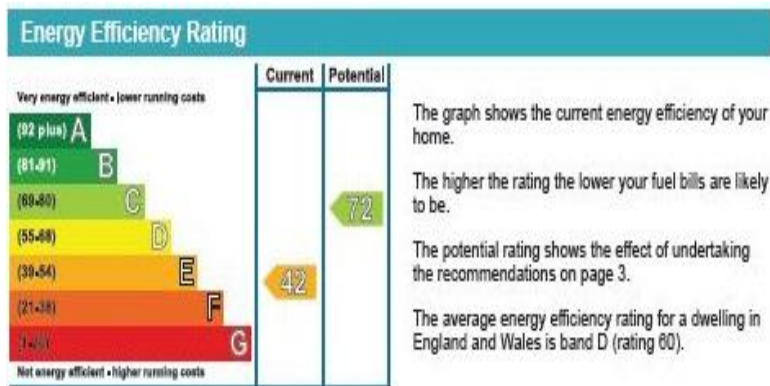 Energy Efficiency Rating
Current Potential
Very energy efficient - lower running costs
(92 plus) A
(81-91) B
(69-80) C
(55-68) D
(39-54) E
(21-38) F
(1-20) G
Not energy efficient - higher running costs
42
72
The graph shows the current energy efficiency of your
home.
The higher the rating the lower your fuel bills are likely
to be.
The potential rating shows the effect of undertaking
the recommendations on page 3.
The average energy efficiency rating for a dwelling in
England and Wales is band D (rating 60).